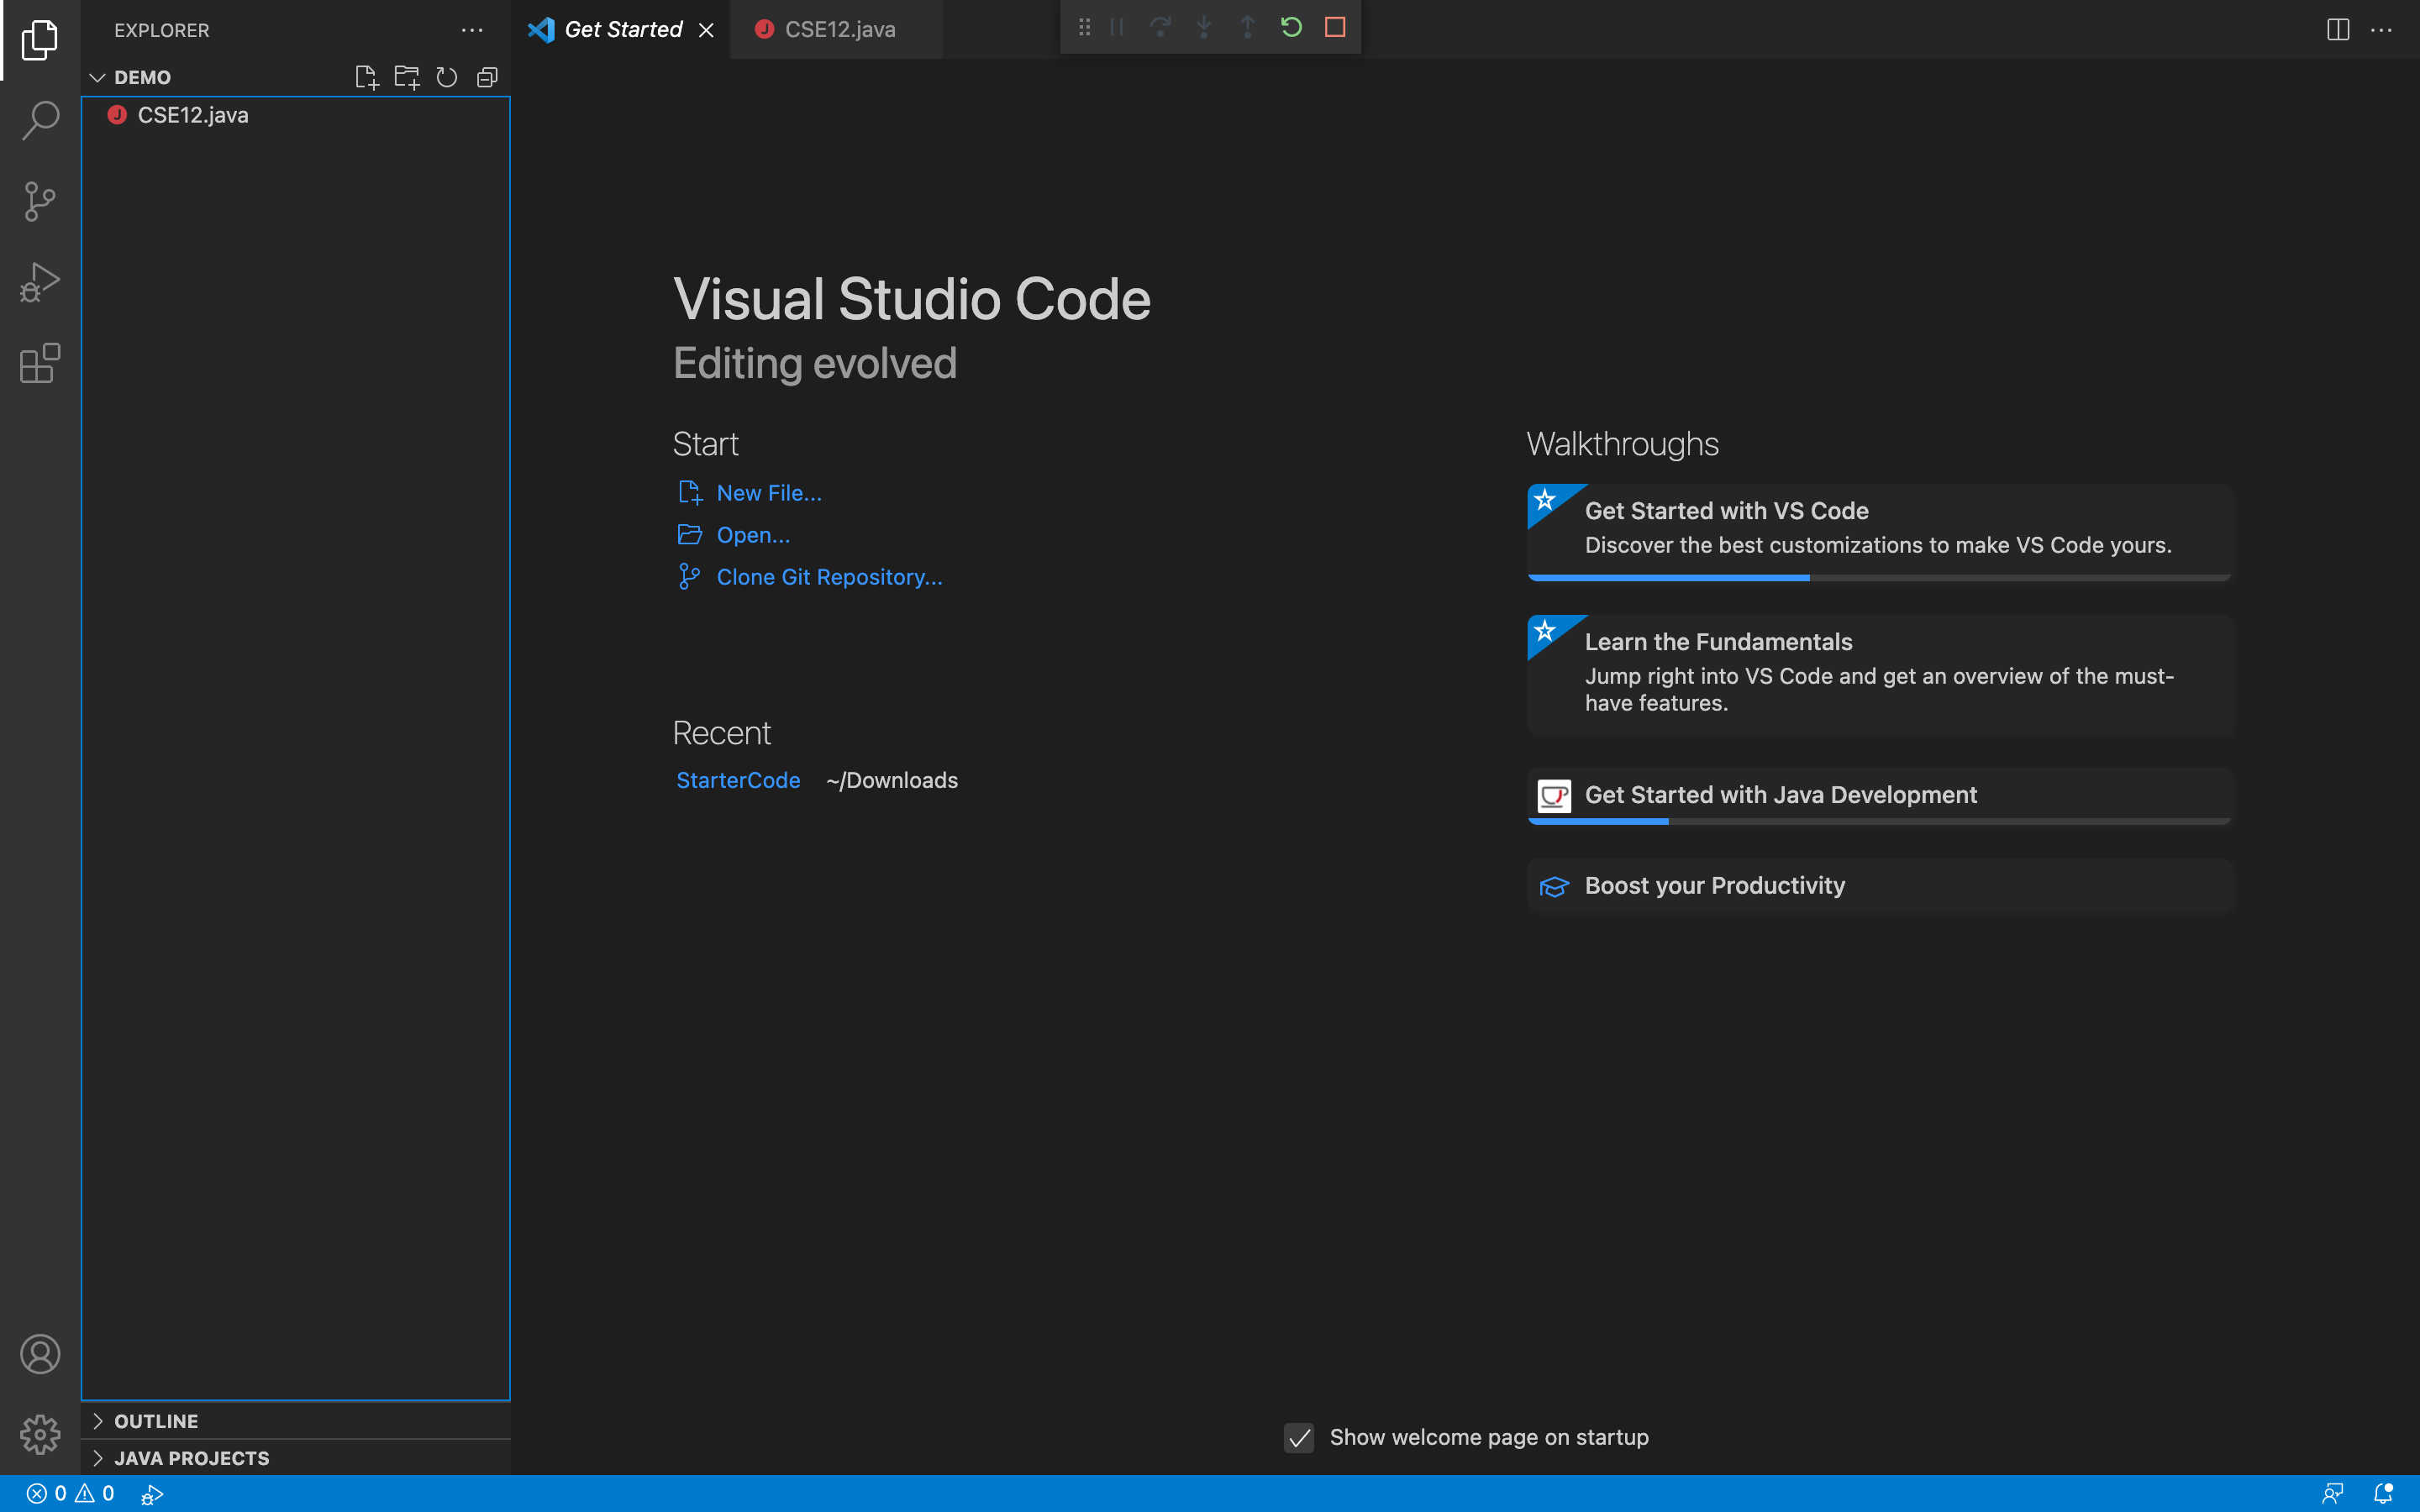 EXPLORER
DEMO
CSE12.java
OUTLINE
JAVA PROJECTS
Get Started
CSE12.java
Visual Studio Code
Editing evolved
Start
New File...
Open...
Clone Git Repository...
Recent
StarterCode ~/Downloads
Walkthroughs
Get Started with VS Code
Discover the best customizations to make VS Code yours.
Learn the Fundamentals
Jump right into VS Code and get an overview of the must-
have features.
Get Started with Java Development
Boost your Productivity
Show welcome page on startup
0 0